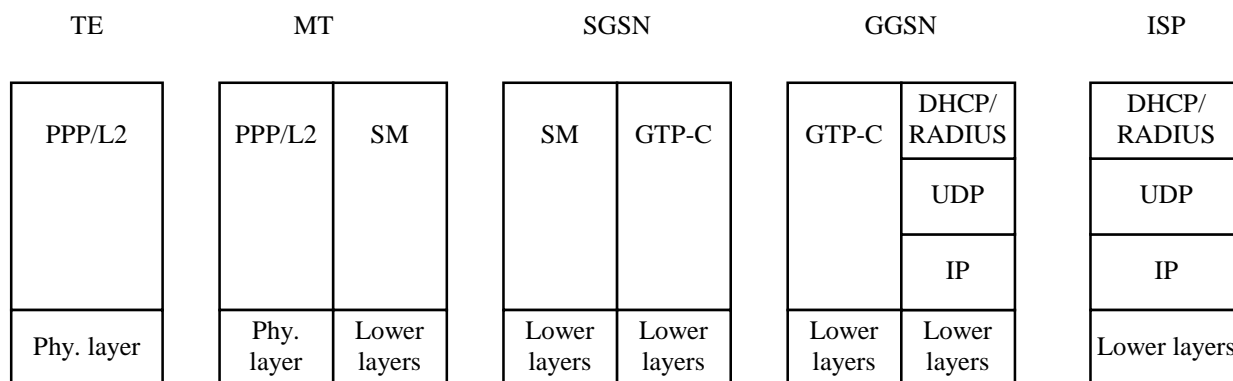 TE
MT
SGSN
GGSN
ISP
PPP/L2
PPP/L2
SM
SM
GTP-C
GTP-C
DHCP/
RADIUS
DHCP/
RADIUS
UDP
UDP
IP
IP
Phy. layer
Phy.
layer
Lower
layers
Lower
layers
Lower
layers
Lower
layers
Lower
layers
Lower layers